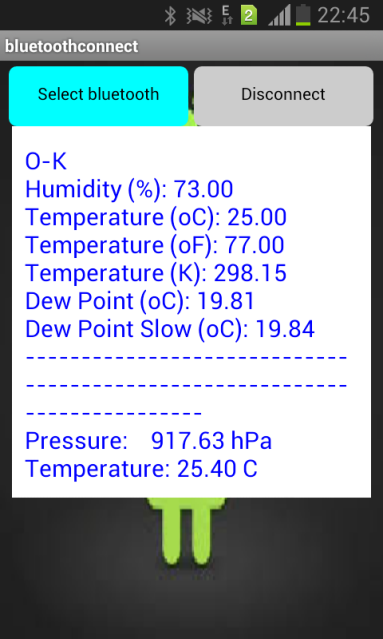 E 2 22:45
bluetoothconnect
Select bluetooth Disconnect
O-K
Humidity (%): 73.00
Temperature (oC): 25.00
Temperature (oF): 77.00
Temperature (K): 298.15
Dew Point (oC): 19.81
Dew Point Slow (oC): 19.84
-----------------------------
-----------------------------
----------------
Pressure: 917.63 hPa
Temperature: 25.40 C